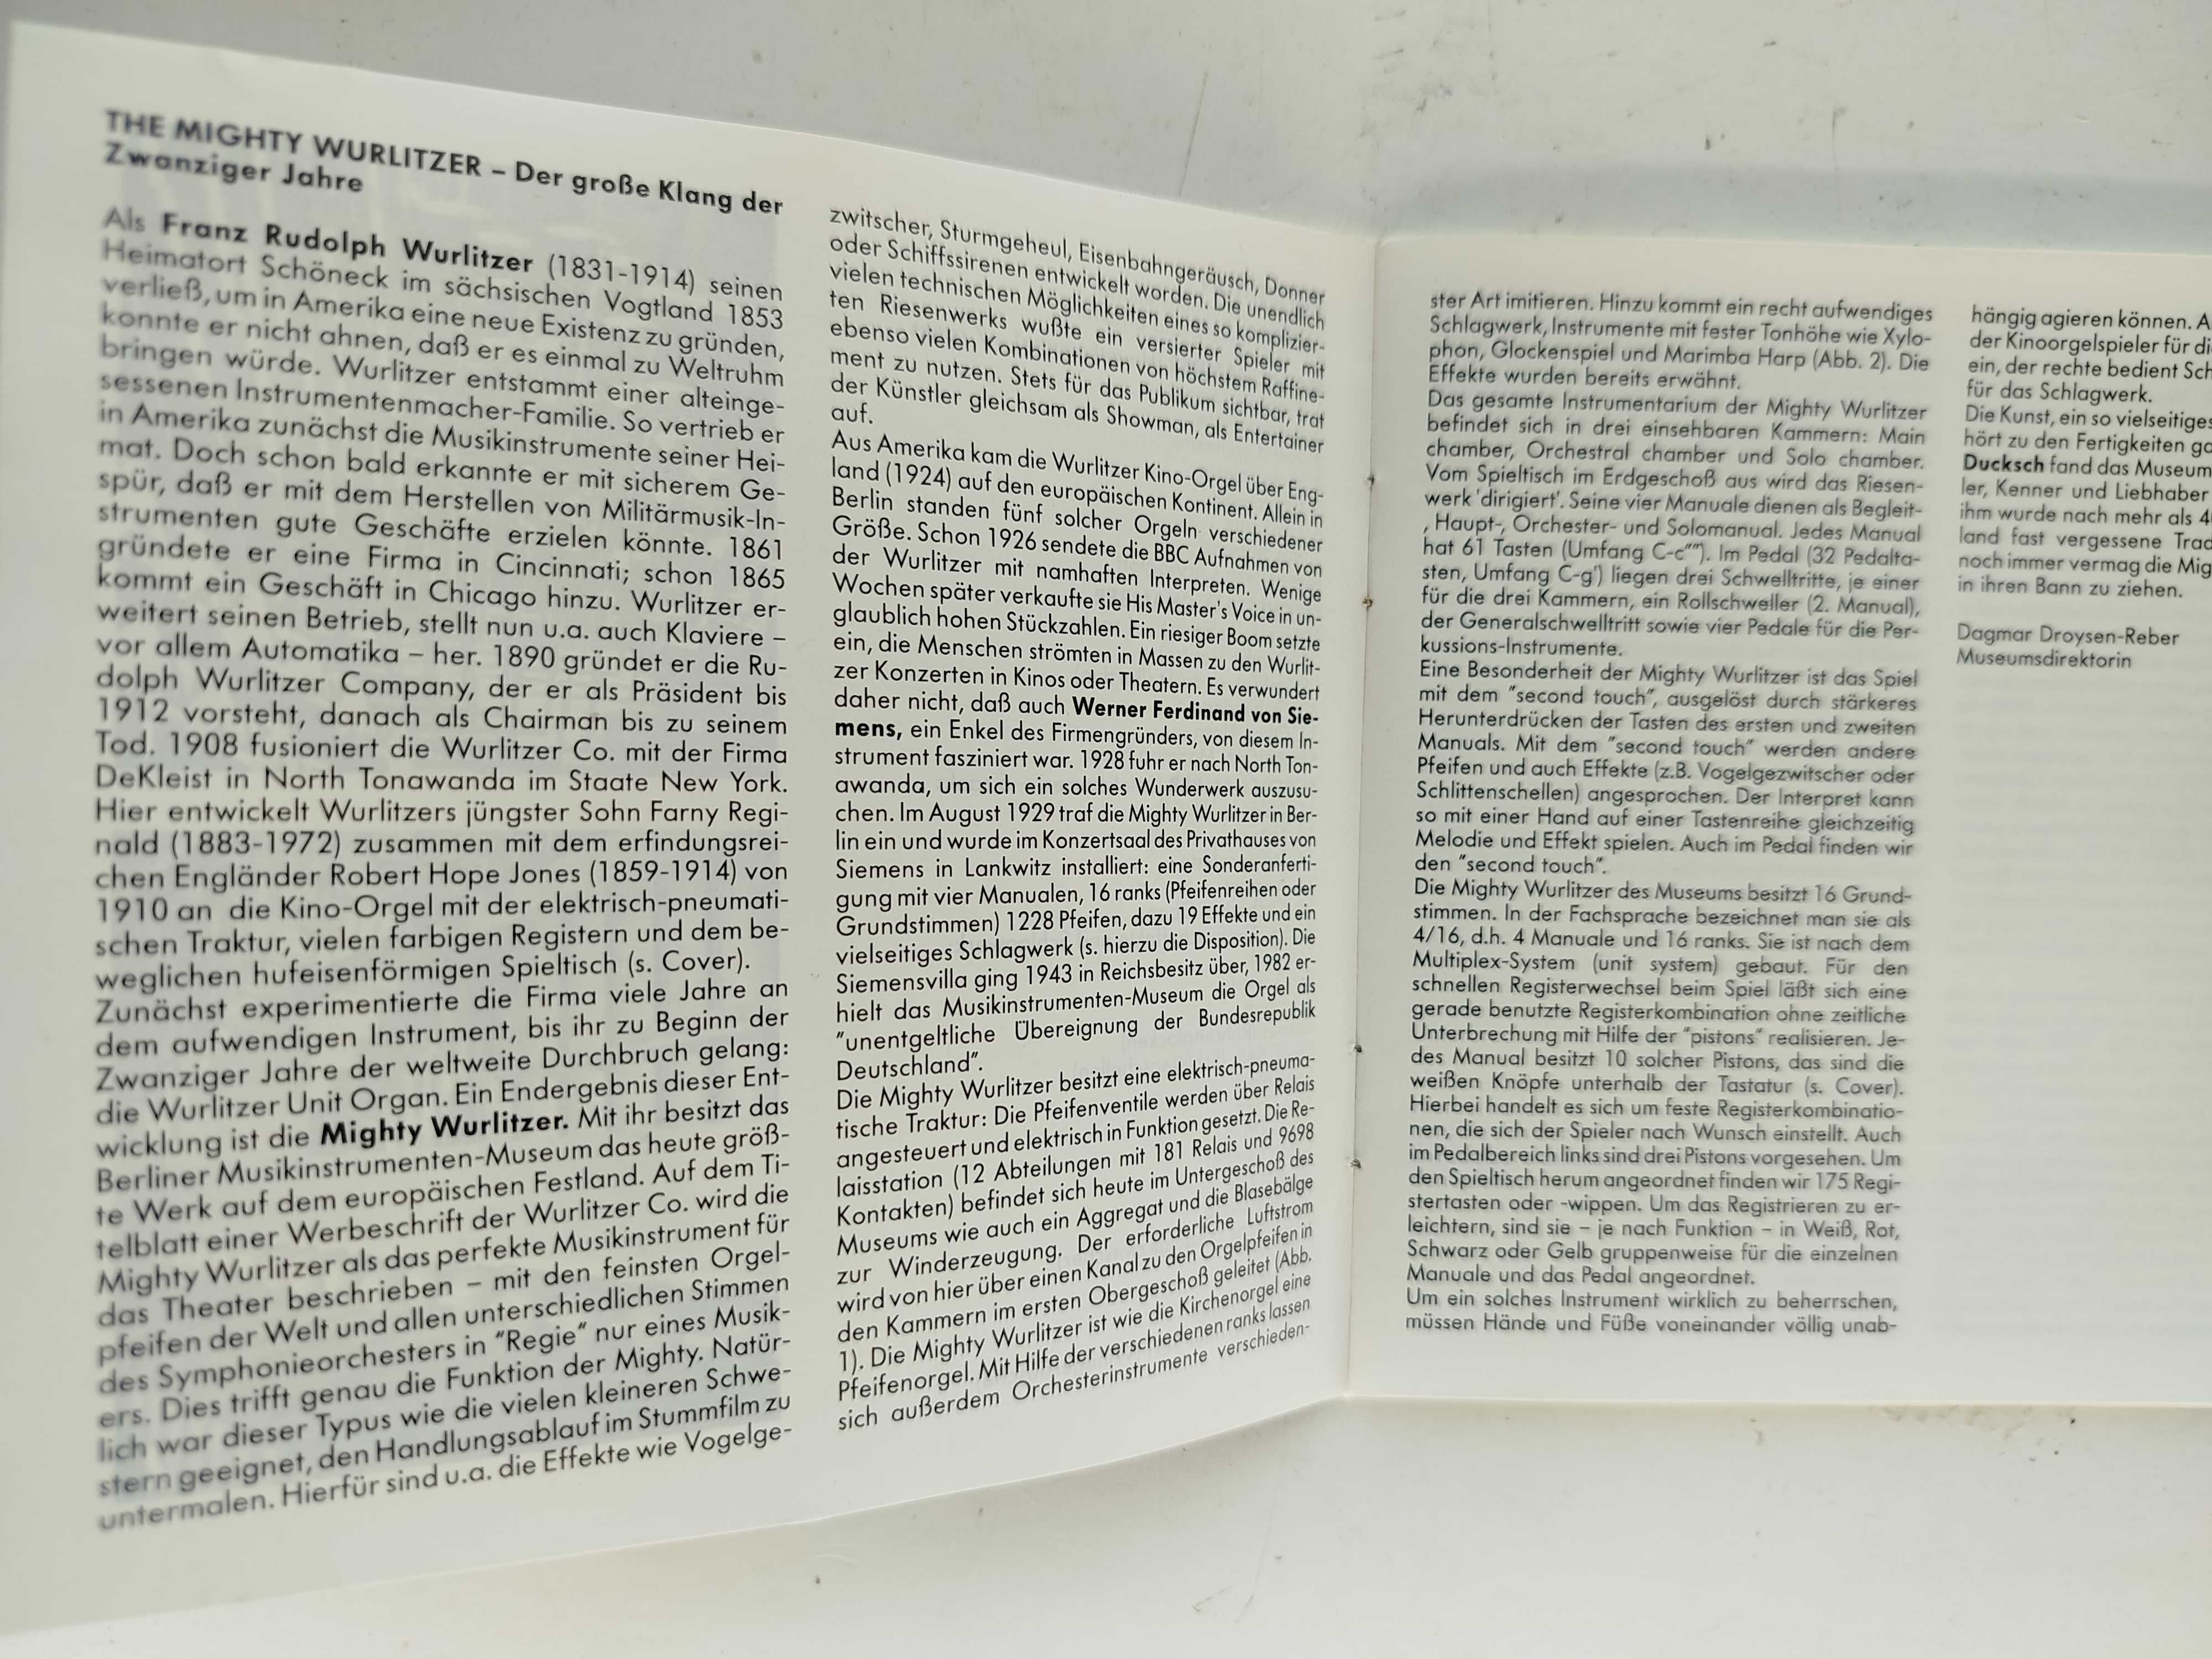 THE MIGHTY WURLITZER – Der große Klang der
Zwanziger Jahre
Als Franz Rudolph Wurlitzer (1831-1914) seinen
Heimatort Schöneck im sächsischen Vogtland 1853
verließ, um in Amerika eine neue Existenz zu gründen,
konnte er nicht ahnen, daß er es einmal zu Weltruhm
bringen würde. Wurlitzer entstammt einer alteinge-
sessenen Instrumentenmacher-Familie. So vertrieb er
in Amerika zunächst die Musikinstrumente seiner Hei-
mat. Doch schon bald erkannte er mit sicherem Ge-
spür, daß er mit dem Herstellen von Militärmusik-In-
strumenten gute Geschäfte erzielen könnte. 1861
gründete er eine Firma in Cincinnati; schon 1865
kommt ein Geschäft in Chicago hinzu. Wurlitzer er-
weitert seinen Betrieb, stellt nun u.a. auch Klaviere –
vor allem Automatika – her. 1890 gründet er die Ru-
dolph Wurlitzer Company, der er als Präsident bis
1912 vorsteht, danach als Chairman bis zu seinem
Tod. 1908 fusioniert die Wurlitzer Co. mit der Firma
DeKleist in North Tonawanda im Staate New York.
Hier entwickelt Wurlitzers jüngster Sohn Farny Regi-
nald (1883-1972) zusammen mit dem erfindungsrei-
chen Engländer Robert Hope Jones (1859-1914) von
1910 an die Kino-Orgel mit der elektrisch-pneumati-
schen Traktur, vielen farbigen Registern und dem be-
weglichen hufeisenförmigen Spieltisch (s. Cover).
Zunächst experimentierte die Firma viele Jahre an
dem aufwendigen Instrument, bis ihr zu Beginn der
Zwanziger Jahre der weltweite Durchbruch gelang:
die Wurlitzer Unit Organ. Ein Endergebnis dieser Ent-
wicklung ist die Mighty Wurlitzer. Mit ihr besitzt das
Berliner Musikinstrumenten-Museum das heute größ-
te Werk auf dem europäischen Festland. Auf dem Ti-
telblatt einer Werbeschrift der Wurlitzer Co. wird die
Mighty Wurlitzer als das perfekte Musikinstrument für
das Theater beschrieben – mit den feinsten Orgel-
pfeifen der Welt und allen unterschiedlichen Stimmen
des Symphonieorchesters in "Regie" nur eines Musik-
ers. Dies trifft genau die Funktion der Mighty. Natür-
lich war dieser Typus wie die vielen kleineren Schwe-
stern geeignet, den Handlungsablauf im Stummfilm zu
untermalen. Hierfür sind u.a. die Effekte wie Vogelge-
zwitscher, Sturmgeheul, Eisenbahngeräusch, Donner
oder Schiffssirenen entwickelt worden. Die unendlich
vielen technischen Möglichkeiten eines so komplizier-
ten Riesenwerks wußte ein versierter Spieler mit
ebenso vielen Kombinationen von höchstem Raffine-
ment zu nutzen. Stets für das Publikum sichtbar, trat
der Künstler gleichsam als Showman, als Entertainer
auf.
Aus Amerika kam die Wurlitzer Kino-Orgel über Eng-
land (1924) auf den europäischen Kontinent. Allein in
Berlin standen fünf solcher Orgeln verschiedener
Größe. Schon 1926 sendete die BBC Aufnahmen von
der Wurlitzer mit namhaften Interpreten. Wenige
Wochen später verkaufte sie His Master's Voice in un-
glaublich hohen Stückzahlen. Ein riesiger Boom setzte
ein, die Menschen strömten in Massen zu den Wurlit-
zer Konzerten in Kinos oder Theatern. Es verwundert
daher nicht, daß auch Werner Ferdinand von Sie-
mens, ein Enkel des Firmengründers, von diesem In-
strument fasziniert war. 1928 fuhr er nach North Ton-
awanda, um sich ein solches Wunderwerk auszusu-
chen. Im August 1929 traf die Mighty Wurlitzer in Ber-
lin ein und wurde im Konzertsaal des Privathauses von
Siemens in Lankwitz installiert: eine Sonderanferti-
gung mit vier Manualen, 16 ranks (Pfeifenreihen oder
Grundstimmen) 1228 Pfeifen, dazu 19 Effekte und ein
vielseitiges Schlagwerk (s. hierzu die Disposition). Die
Siemensvilla ging 1943 in Reichsbesitz über, 1982 er-
hielt das Musikinstrumenten-Museum die Orgel als
"unentgeltliche Übereignung der Bundesrepublik
Deutschland".
Die Mighty Wurlitzer besitzt eine elektrisch-pneuma-
tische Traktur: Die Pfeifenventile werden über Relais
angesteuert und elektrisch in Funktion gesetzt. Die Re-
laisstation (12 Abteilungen mit 181 Relais und 9698
Kontakten) befindet sich heute im Untergeschoß des
Museums wie auch ein Aggregat und die Blasebälge
zur Winderzeugung. Der erforderliche Luftstrom
wird von hier über einen Kanal zu den Orgelpfeifen in
den Kammern im ersten Obergeschoß geleitet (Abb.
1). Die Mighty Wurlitzer ist wie die Kirchenorgel eine
Pfeifenorgel. Mit Hilfe der verschiedenen ranks lassen
sich außerdem Orchesterinstrumente verschieden-
ster Art imitieren. Hinzu kommt ein recht aufwendiges
Schlagwerk, Instrumente mit fester Tonhöhe wie Xylo-
phon, Glockenspiel und Marimba Harp (Abb. 2). Die
Effekte wurden bereits erwähnt.
Das gesamte Instrumentarium der Mighty Wurlitzer
befindet sich in drei einsehbaren Kammern: Main
chamber, Orchestral chamber und Solo chamber.
Vom Spieltisch im Erdgeschoß aus wird das Riesen-
werk 'dirigiert'. Seine vier Manuale dienen als Begleit-
, Haupt-, Orchester- und Solomanual. Jedes Manual
hat 61 Tasten (Umfang C-c""). Im Pedal (32 Pedalta-
sten, Umfang C-g') liegen drei Schwelltritte, je einer
für die drei Kammern, ein Rollschweller (2. Manual),
der Generalschwelltritt sowie vier Pedale für die Per-
kussions-Instrumente.
Eine Besonderheit der Mighty Wurlitzer ist das Spiel
mit dem "second touch", ausgelöst durch stärkeres
Herunterdrücken der Tasten des ersten und zweiten
Manuals. Mit dem "second touch" werden andere
Pfeifen und auch Effekte (z.B. Vogelgezwitscher oder
Schlittenschellen) angesprochen. Der Interpret kann
so mit einer Hand auf einer Tastenreihe gleichzeitig
Melodie und Effekt spielen. Auch im Pedal finden wir
den "second touch".
Die Mighty Wurlitzer des Museums besitzt 16 Grund-
stimmen. In der Fachsprache bezeichnet man sie als
4/16, d.h. 4 Manuale und 16 ranks. Sie ist nach dem
Multiplex-System (unit system) gebaut. Für den
schnellen Registerwechsel beim Spiel läßt sich eine
gerade benutzte Registerkombination ohne zeitliche
Unterbrechung mit Hilfe der "pistons" realisieren. Je-
des Manual besitzt 10 solcher Pistons, das sind die
weißen Knöpfe unterhalb der Tastatur (s. Cover).
Hierbei handelt es sich um feste Registerkombinatio-
nen, die sich der Spieler nach Wunsch einstellt. Auch
im Pedalbereich links sind drei Pistons vorgesehen. Um
den Spieltisch herum angeordnet finden wir 175 Regi-
stertasten oder -wippen. Um das Registrieren zu er-
leichtern, sind sie – je nach Funktion – in Weiß, Rot,
Schwarz oder Gelb gruppenweise für die einzelnen
Manuale und das Pedal angeordnet.
Um ein solches Instrument wirklich zu beherrschen,
müssen Hände und Füße voneinander völlig unab-
hängig agieren können. A
der Kinoorgelspieler für di
ein, der rechte bedient Sch
für das Schlagwerk.
Die Kunst, ein so vielseitiges
hört zu den Fertigkeiten ga
Ducksch fand das Museum
ler, Kenner und Liebhaber
ihm wurde nach mehr als 4
land fast vergessene Trad
noch immer vermag die Mig
in ihren Bann zu ziehen.
Dagmar Droysen-Reber
Museumsdirektorin